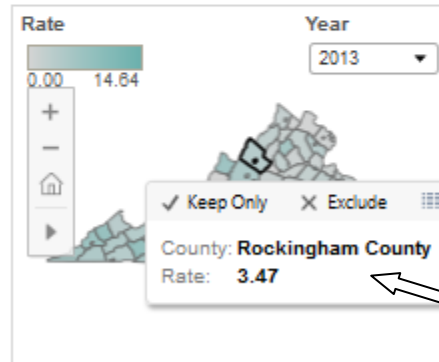 Rate Year
2013
0.00 14.64
Keep Only Exclude
County: Rockingham County
Rate: 3.47